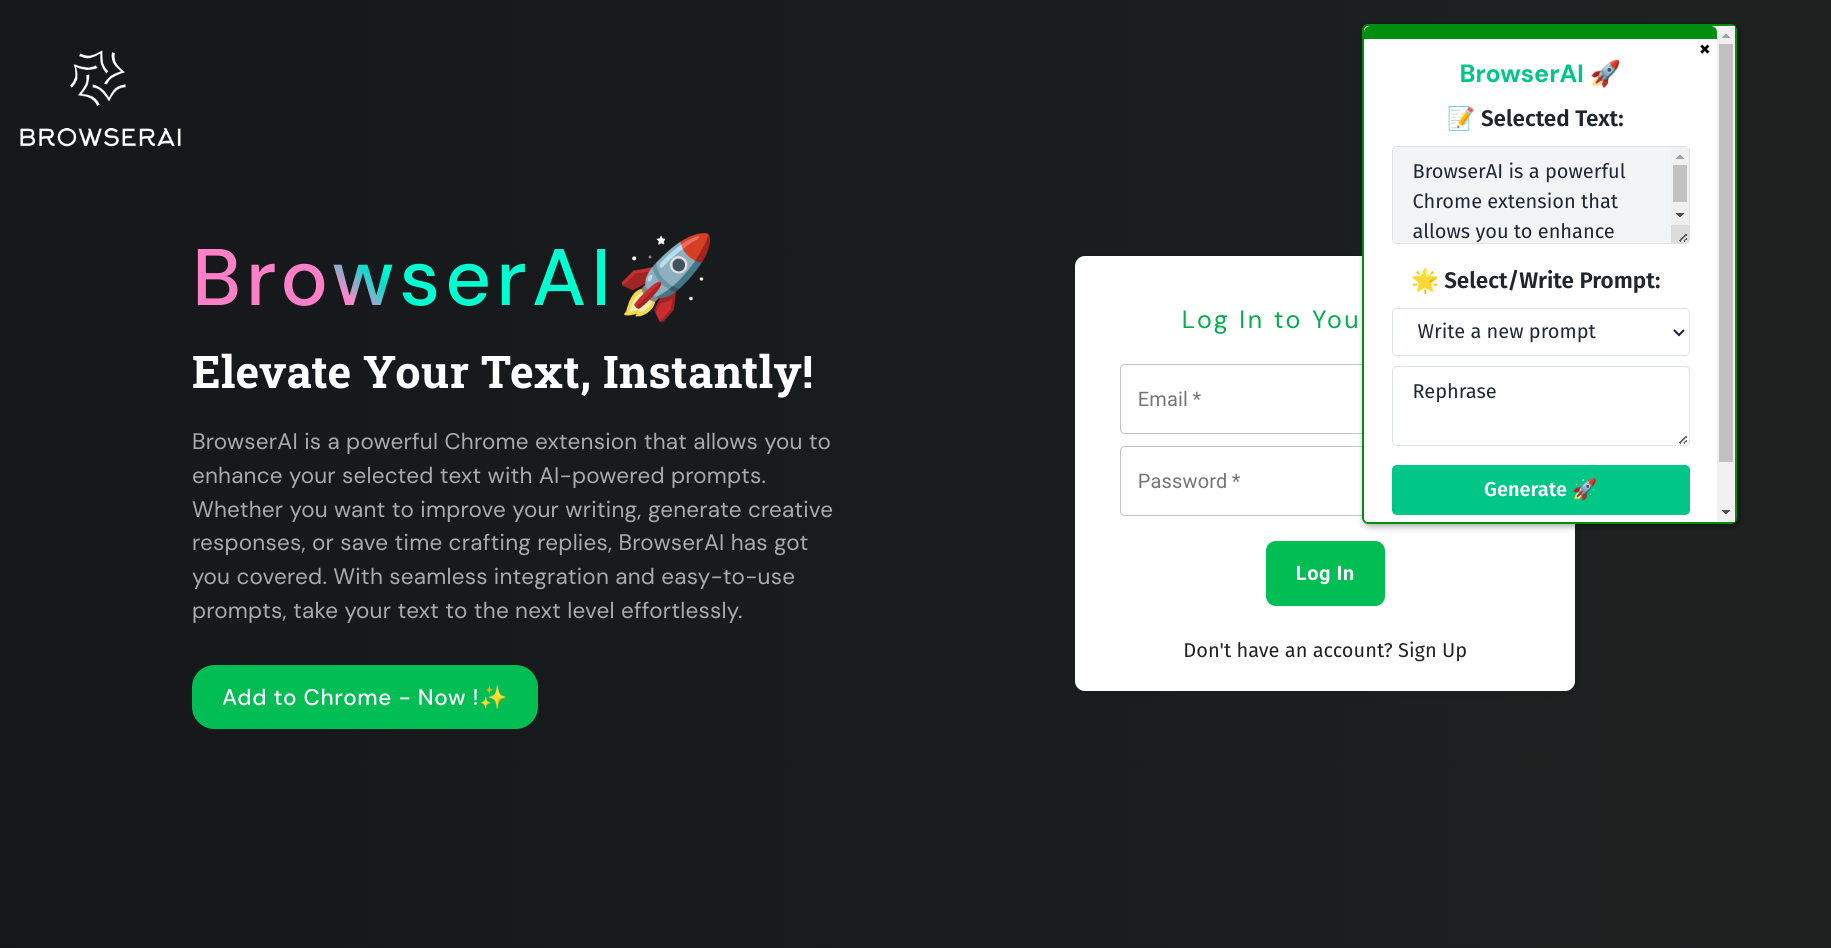 BROWSERAI
BrowserAI🚀
Elevate Your Text, Instantly!
BrowserAI is a powerful Chrome extension that allows you to
enhance your selected text with AI-powered prompts.
Whether you want to improve your writing, generate creative
responses, or save time crafting replies, BrowserAI has got
you covered. With seamless integration and easy-to-use
prompts, take your text to the next level effortlessly.
Add to Chrome - Now !✨
Log In to You
Email *
Password *
Log In
Don't have an account? Sign Up
BrowserAI 🚀
📝 Selected Text:
BrowserAI is a powerful
Chrome extension that
allows you to enhance
🌟 Select/Write Prompt:
Write a new prompt
Rephrase
Generate 🚀